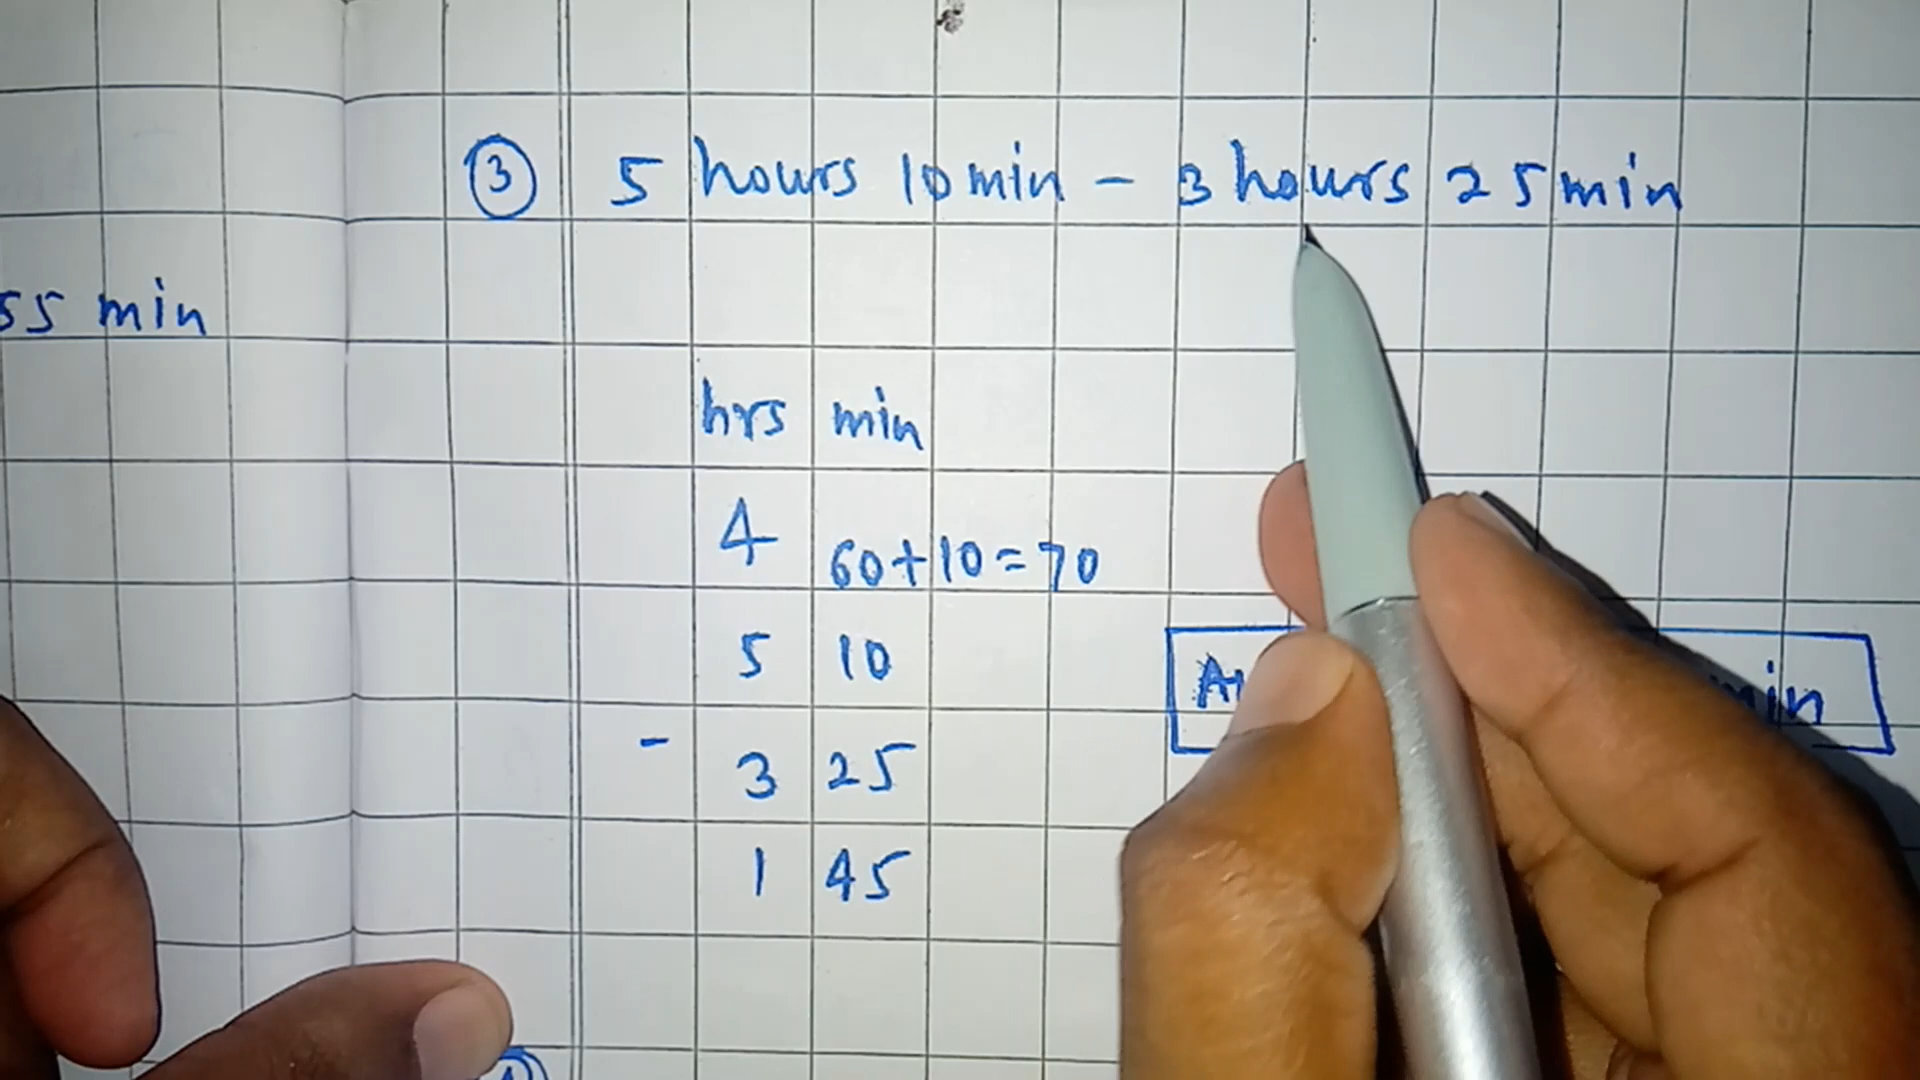 ③ 5 hours 10 min - 3 hours 25 min
55 min
hrs min
4 60+10=70
5 10
- 3 25
1 45
min